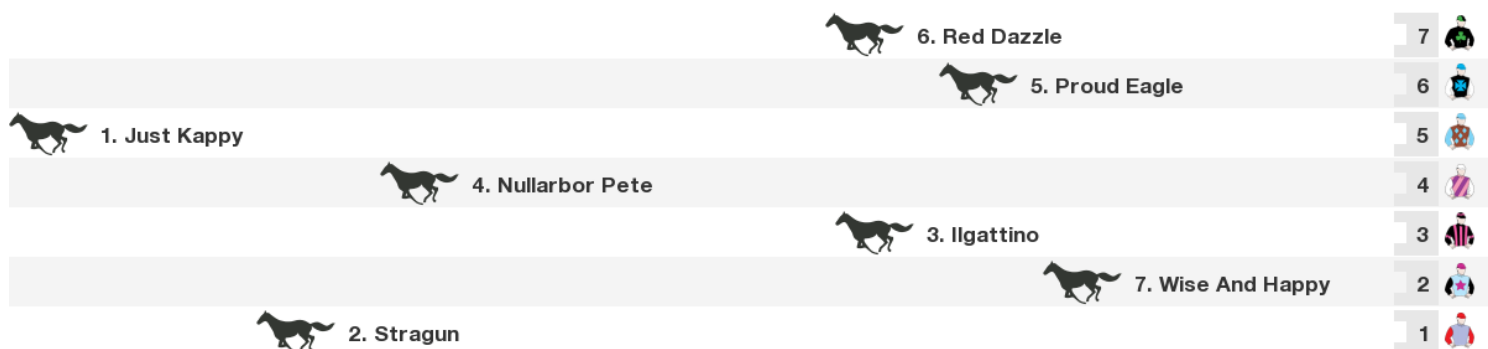 6. Red Dazzle 7
5. Proud Eagle 6
1. Just Kappy 5
4. Nullarbor Pete 4
3. Ilgattino 3
7. Wise And Happy 2
2. Stragun 1